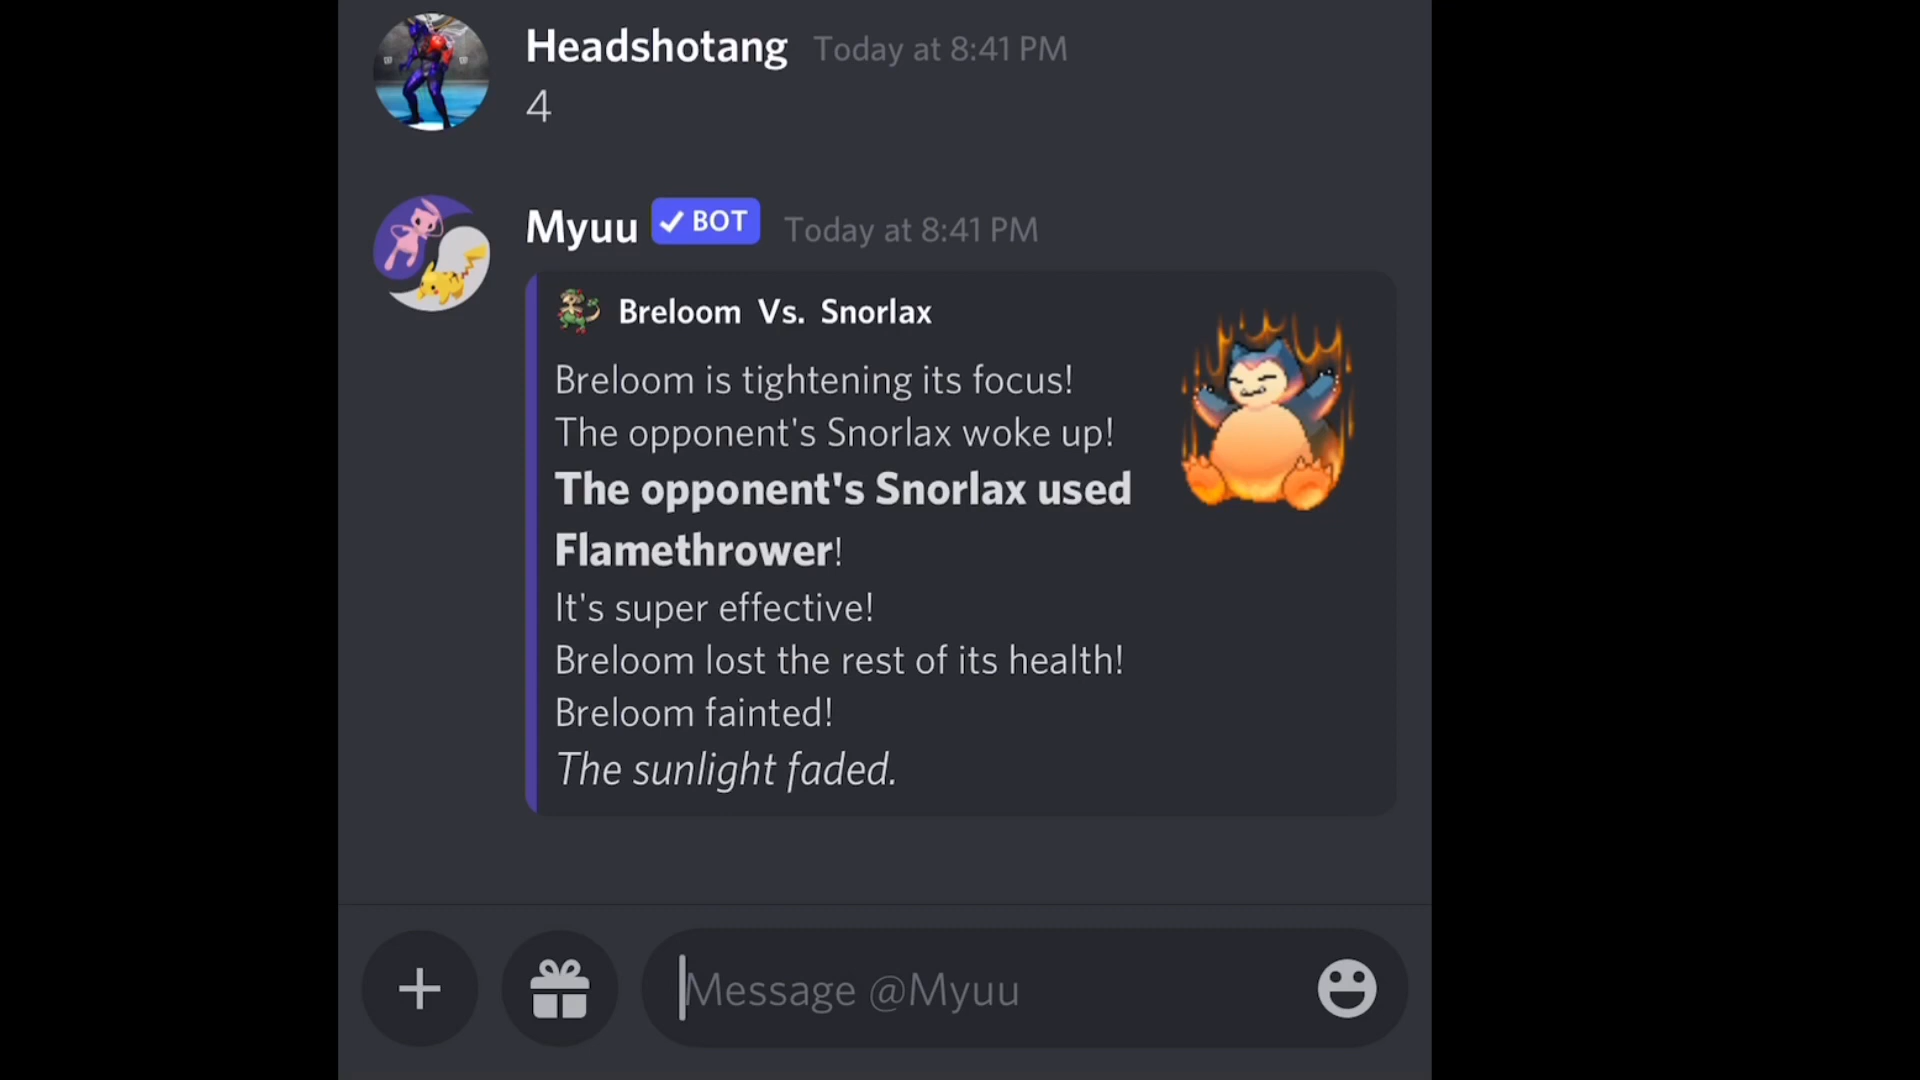 Headshotang Today at 8:41 PM
4
Myuu BOT Today at 8:41 PM
Breloom Vs. Snorlax
Breloom is tightening its focus!
The opponent's Snorlax woke up!
The opponent's Snorlax used
Flamethrower!
It's super effective!
Breloom lost the rest of its health!
Breloom fainted!
The sunlight faded.
Message @Myuu